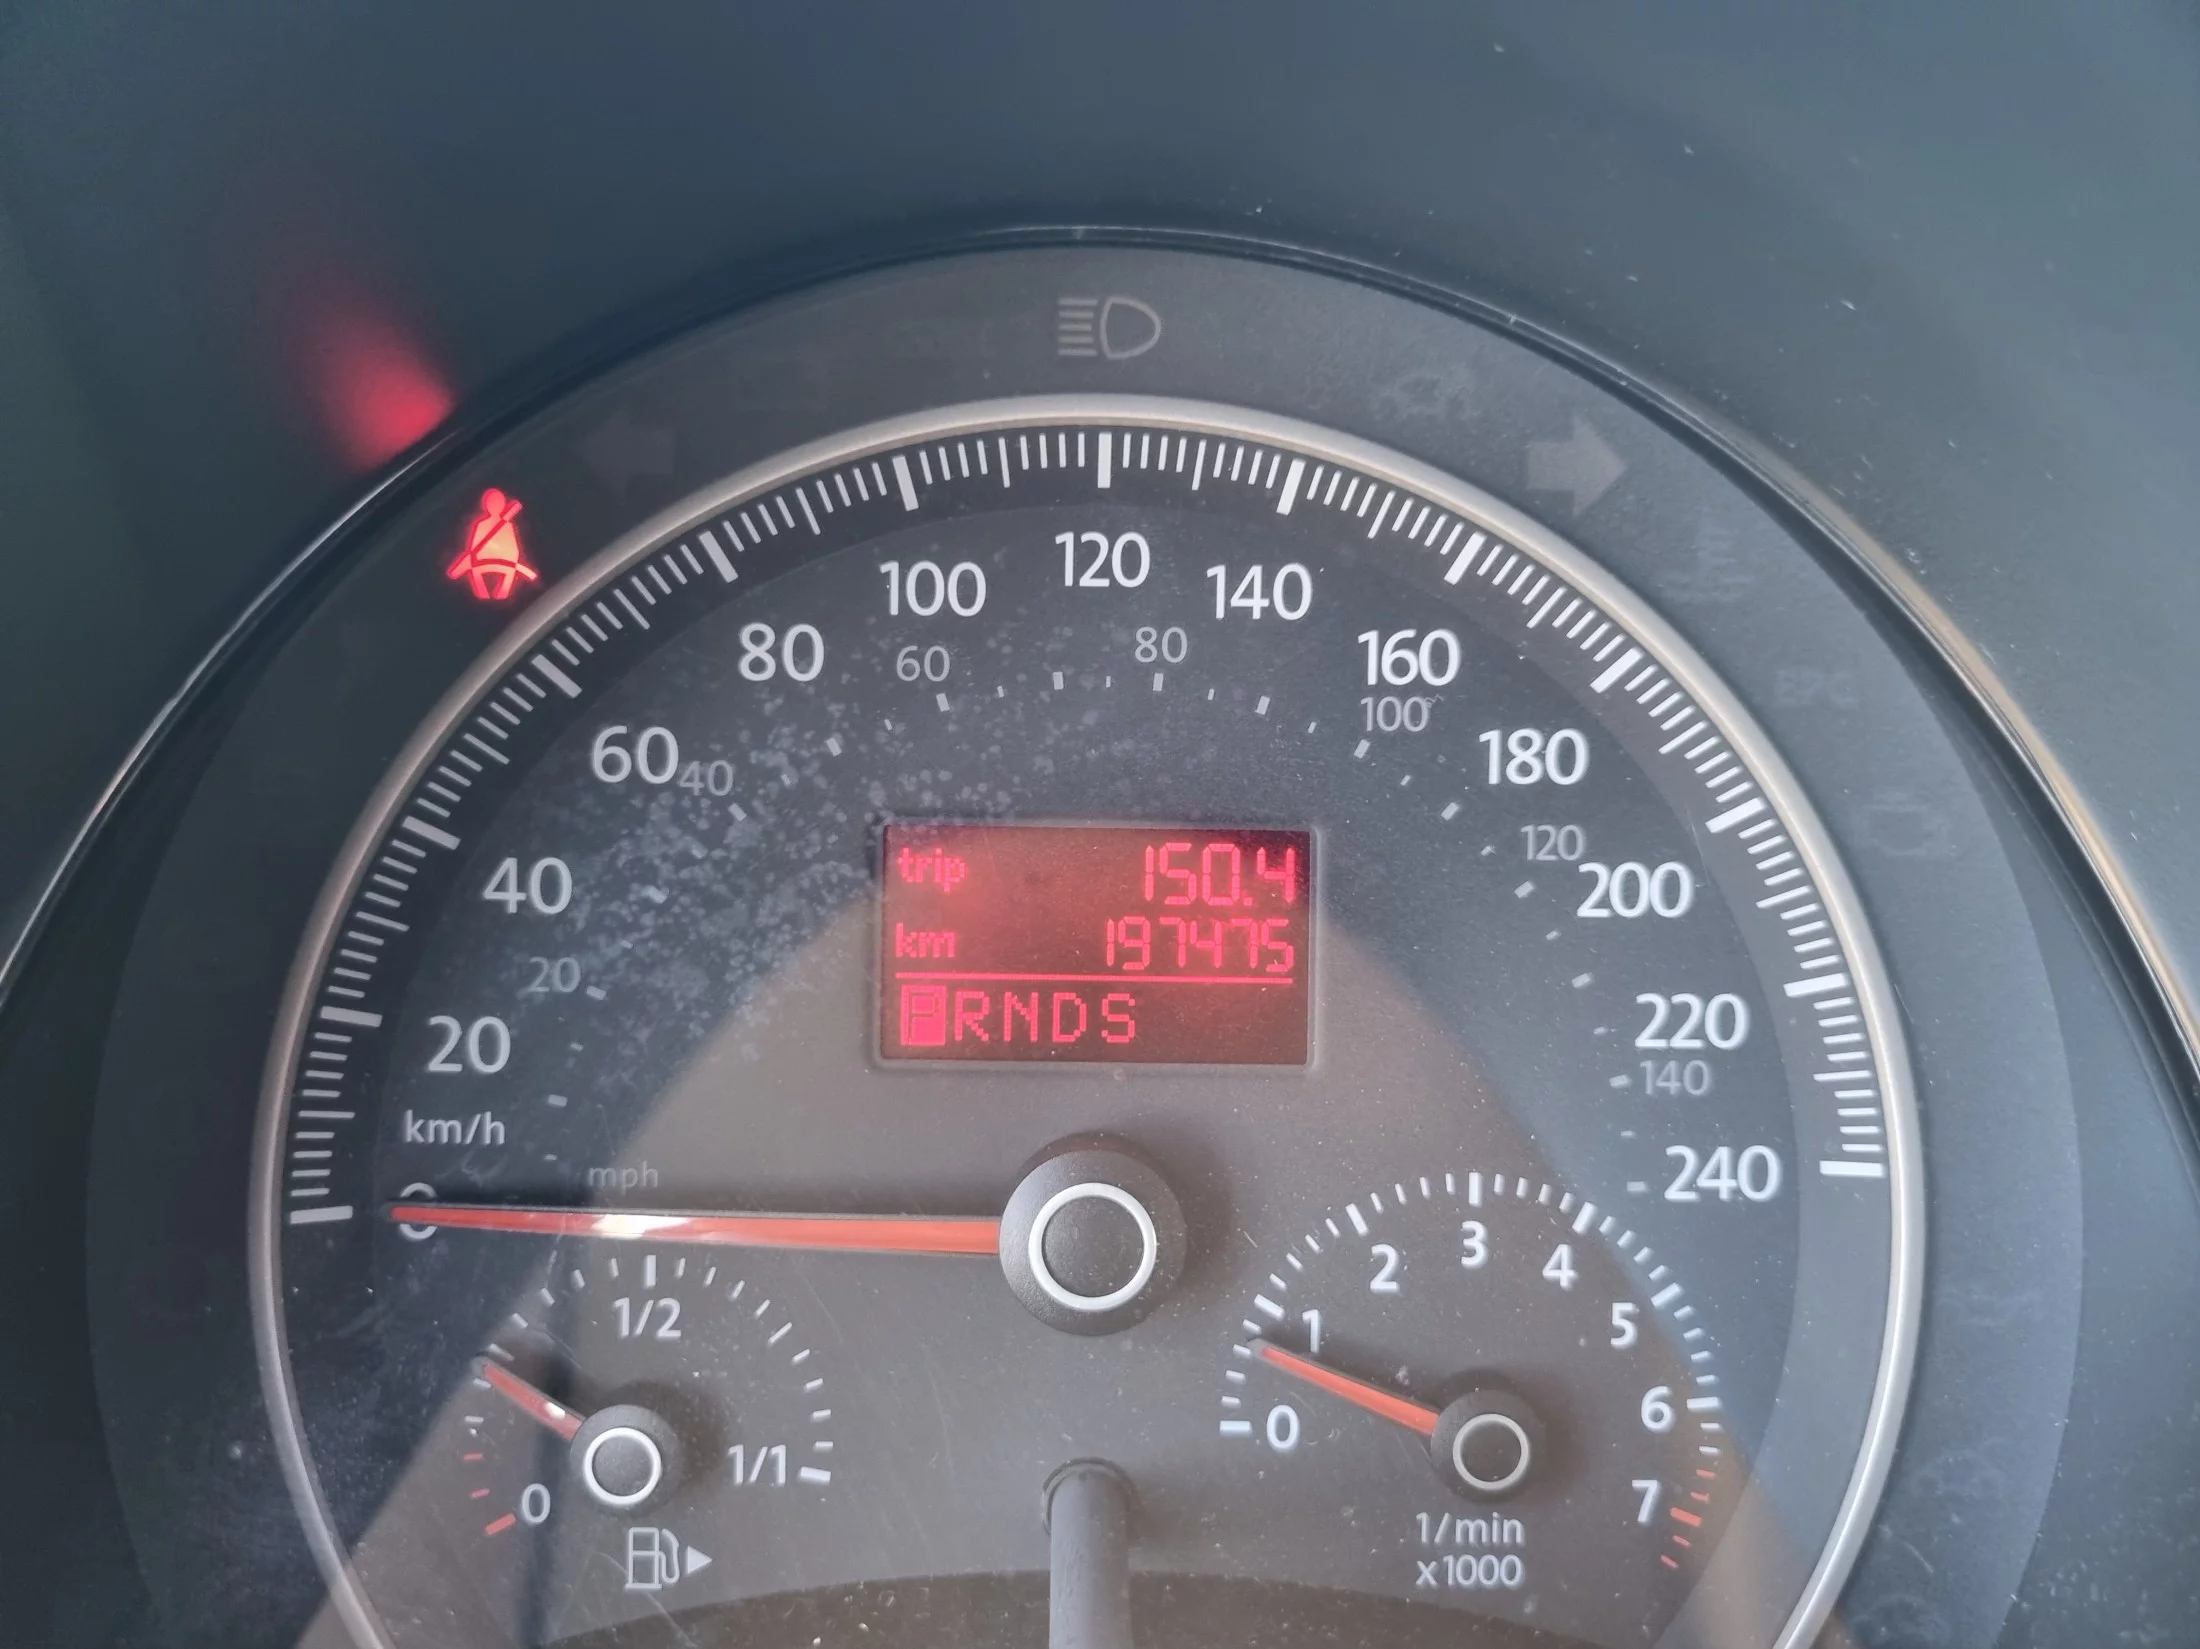 100 120 140
80 60 80 160
60 40 100 180
trip 150.4
120
40 km 197475 200
20 PRNDS 220
20 140
km/h
mph 240
0
1/2 1 2 3 4 5
0 1/1 0 6
7
1/min
x1000
EPC